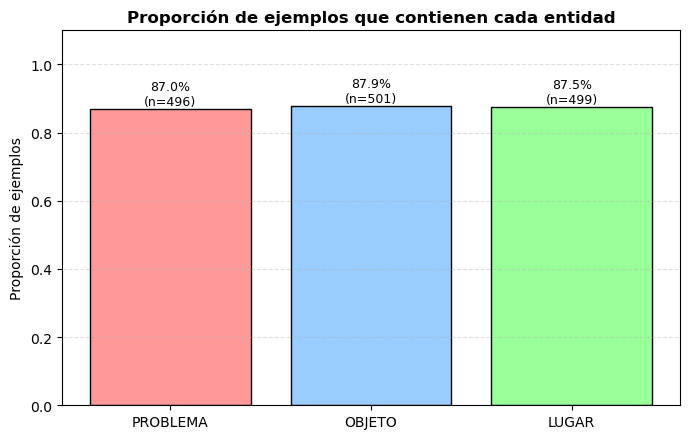 Proporción de ejemplos que contienen cada entidad
Proporción de ejemplos
1.0
0.8
0.6
0.4
0.2
0.0
87.0%
(n=496)
87.9%
(n=501)
87.5%
(n=499)
PROBLEMA
OBJETO
LUGAR